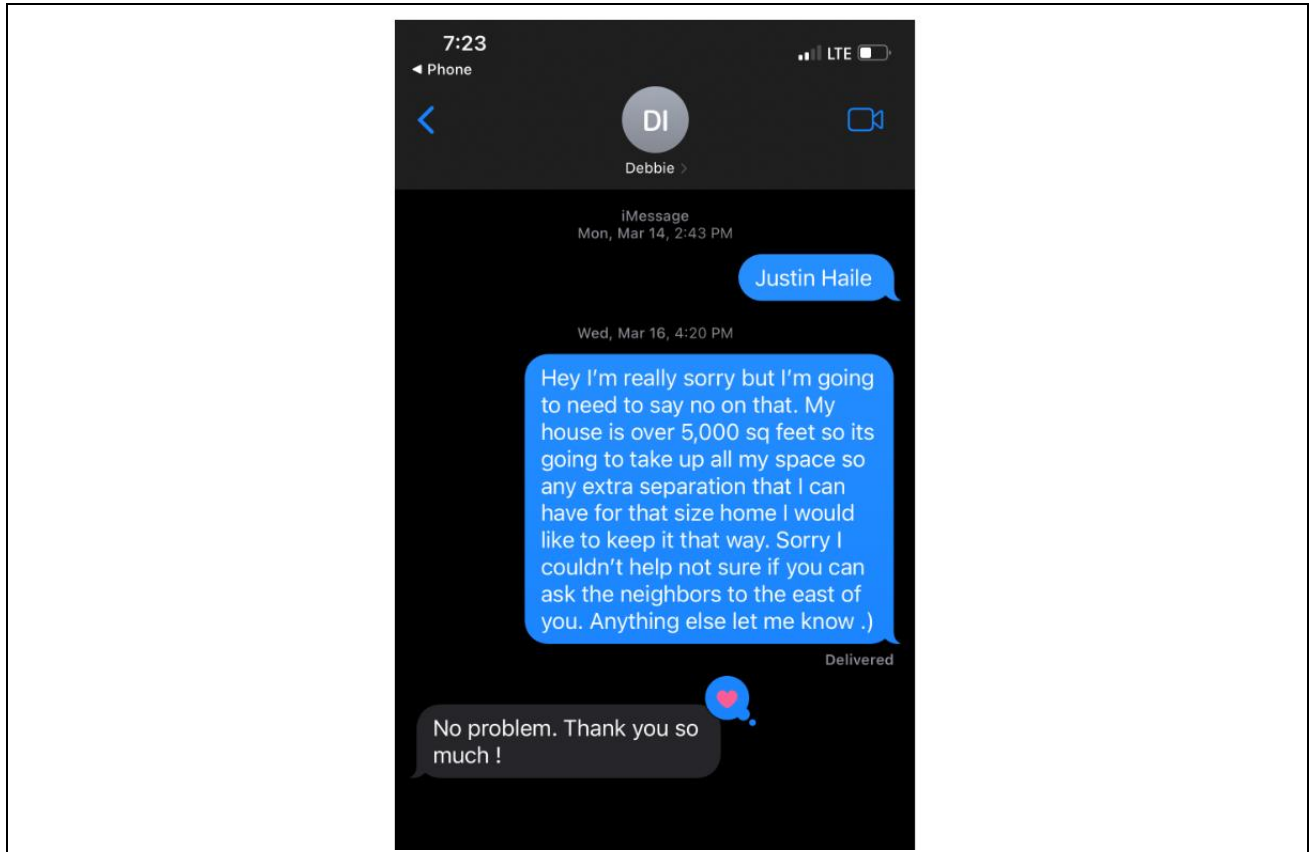 7:23
LTE
◀ Phone
DI
Debbie >
iMessage
Mon, Mar 14, 2:43 PM
Justin Haile
Wed, Mar 16, 4:20 PM
Hey I'm really sorry but I'm going
to need to say no on that. My
house is over 5,000 sq feet so its
going to take up all my space so
any extra separation that I can
have for that size home I would
like to keep it that way. Sorry I
couldn't help not sure if you can
ask the neighbors to the east of
you. Anything else let me know .)
Delivered
No problem. Thank you so
much !